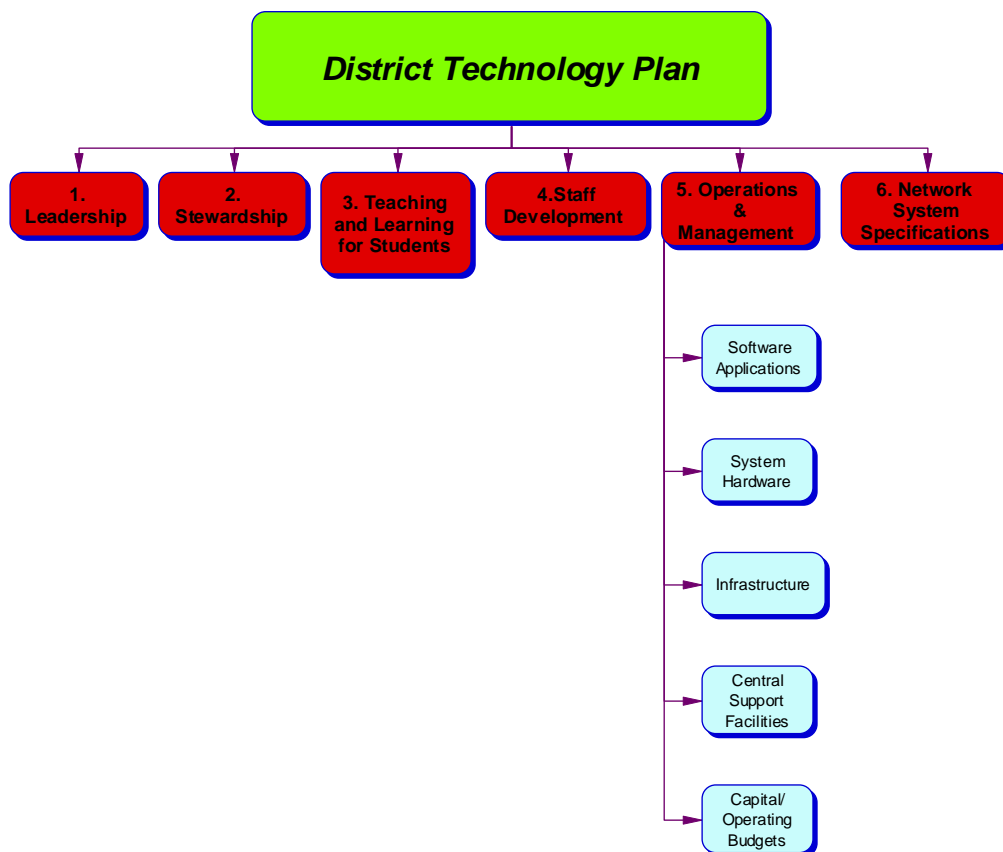 District Technology Plan
1.
Leadership
2.
Stewardship
3. Teaching
and Learning
for Students
4.Staff
Development
5. Operations
&
Management
6. Network
System
Specifications
Software
Applications
System
Hardware
Infrastructure
Central
Support
Facilities
Capital/
Operating
Budgets